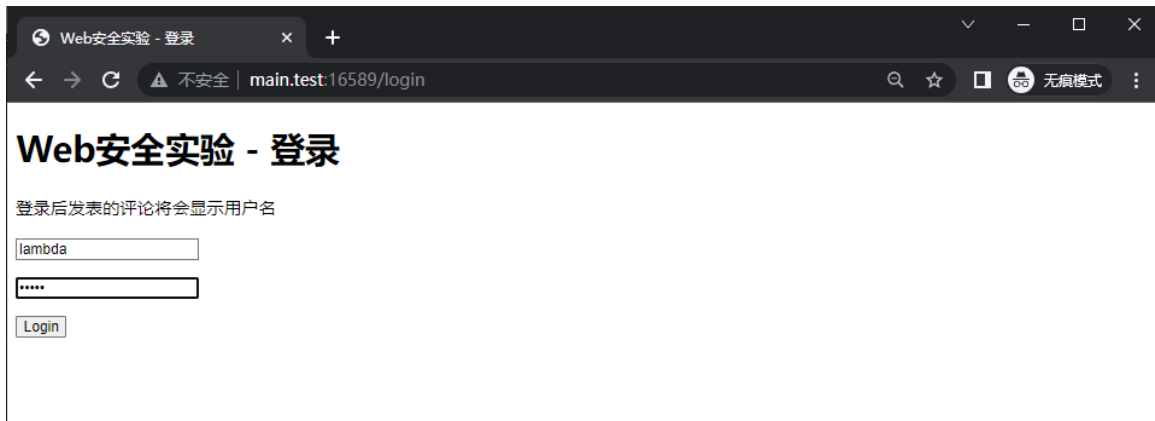 Web安全实验 - 登录
不安全 | main.test:16589/login
无痕模式
Web安全实验 - 登录
登录后发表的评论将会显示用户名
lambda
•••••
Login